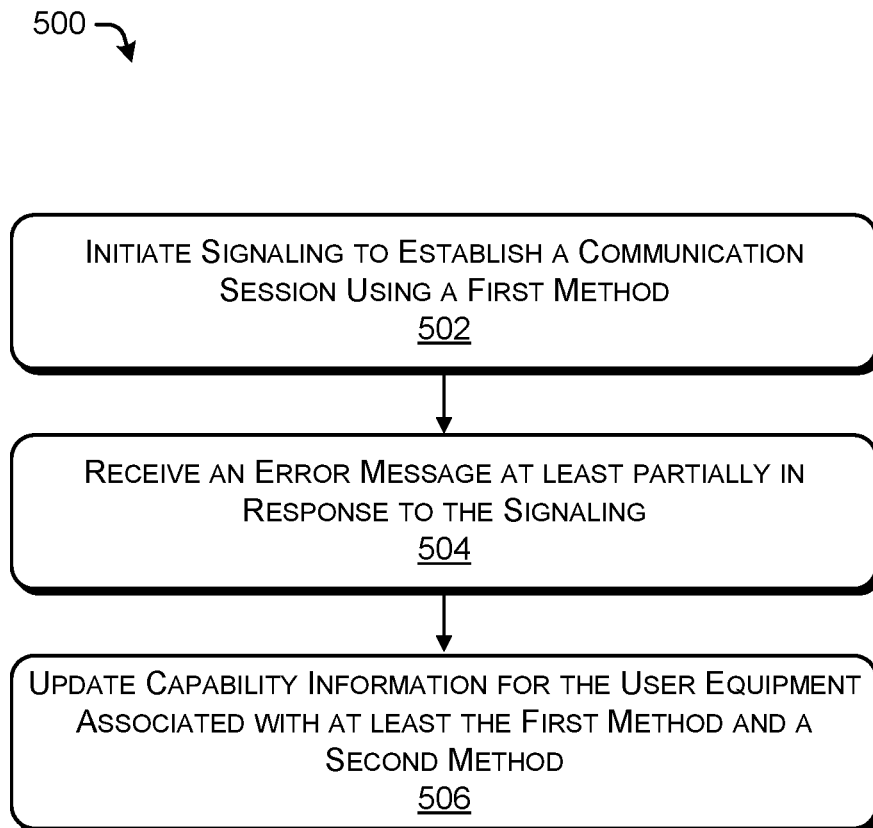 500
INITIATE SIGNALING TO ESTABLISH A COMMUNICATION
SESSION USING A FIRST METHOD
502
RECEIVE AN ERROR MESSAGE AT LEAST PARTIALLY IN
RESPONSE TO THE SIGNALING
504
UPDATE CAPABILITY INFORMATION FOR THE USER EQUIPMENT
ASSOCIATED WITH AT LEAST THE FIRST METHOD AND A
SECOND METHOD
506